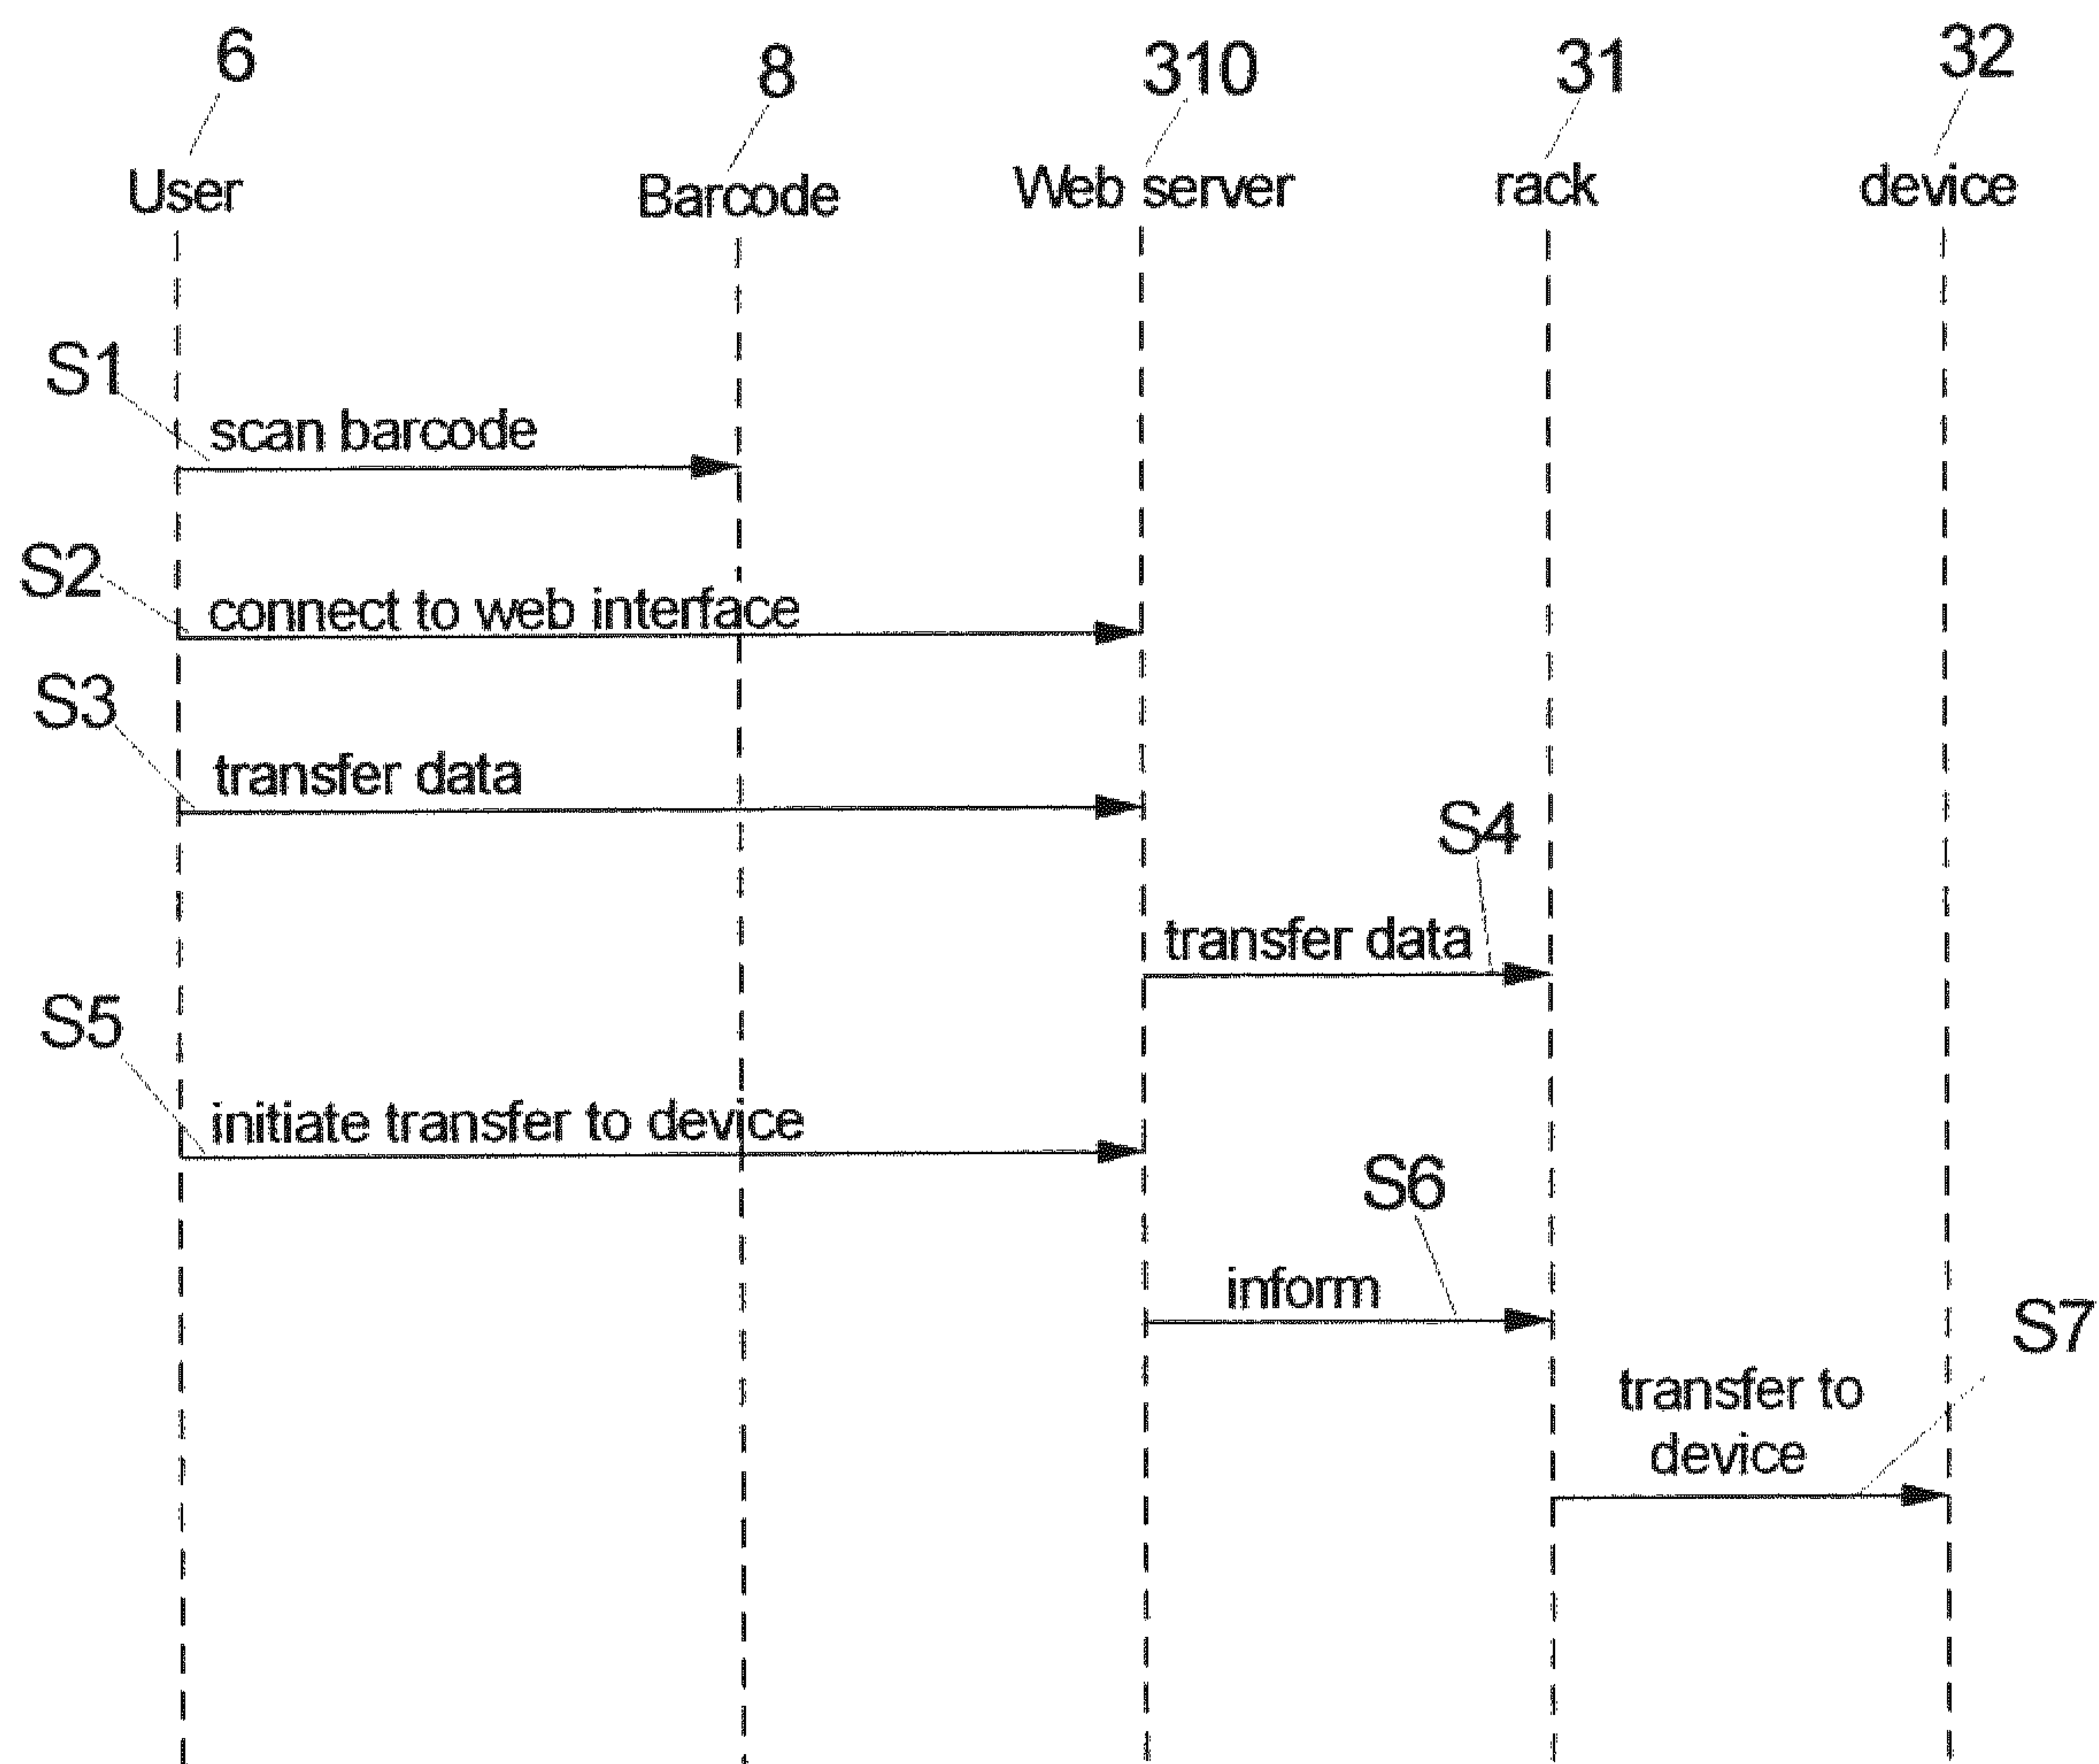 6 8 310 31 32
User Barcode Web server rack device
S1
scan barcode
S2
connect to web interface
S3
transfer data
S4
transfer data
S5
initiate transfer to device
S6
inform
S7
transfer to
device